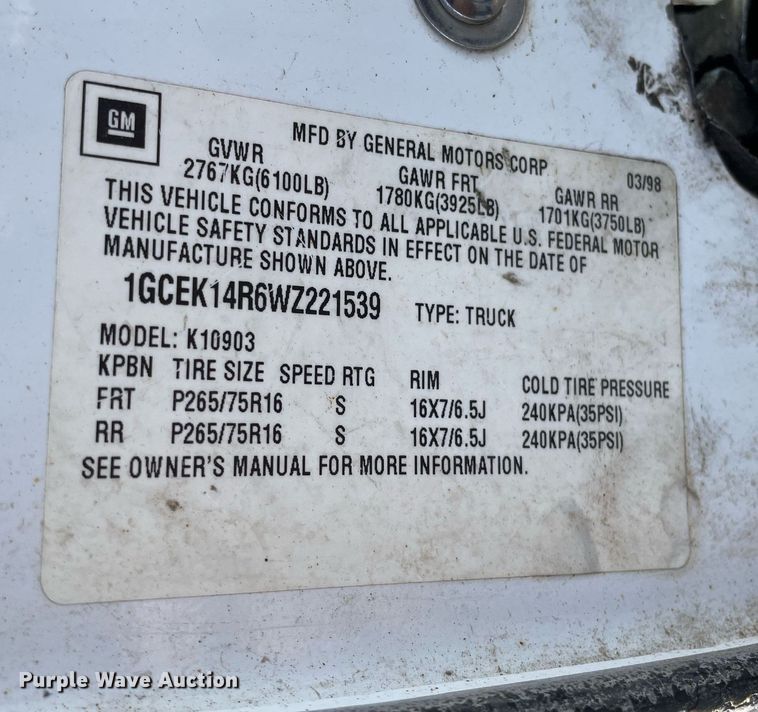 GM
MFD BY GENERAL MOTORS CORP
03/98
GVWR GAWR FRT GAWR RR
2767KG(6100LB) 1780KG(3925LB) 1701KG(3750LB)
THIS VEHICLE CONFORMS TO ALL APPLICABLE U.S. FEDERAL MOTOR
VEHICLE SAFETY STANDARDS IN EFFECT ON THE DATE OF
MANUFACTURE SHOWN ABOVE.
1GCEK14R6WZ221539 TYPE: TRUCK
MODEL: K10903
KPBN TIRE SIZE SPEED RTG RIM COLD TIRE PRESSURE
FRT P265/75R16 S 16X7/6.5J 240KPA(35PSI)
RR P265/75R16 S 16X7/6.5J 240KPA(35PSI)
SEE OWNER'S MANUAL FOR MORE INFORMATION.
Purple Wave Auction